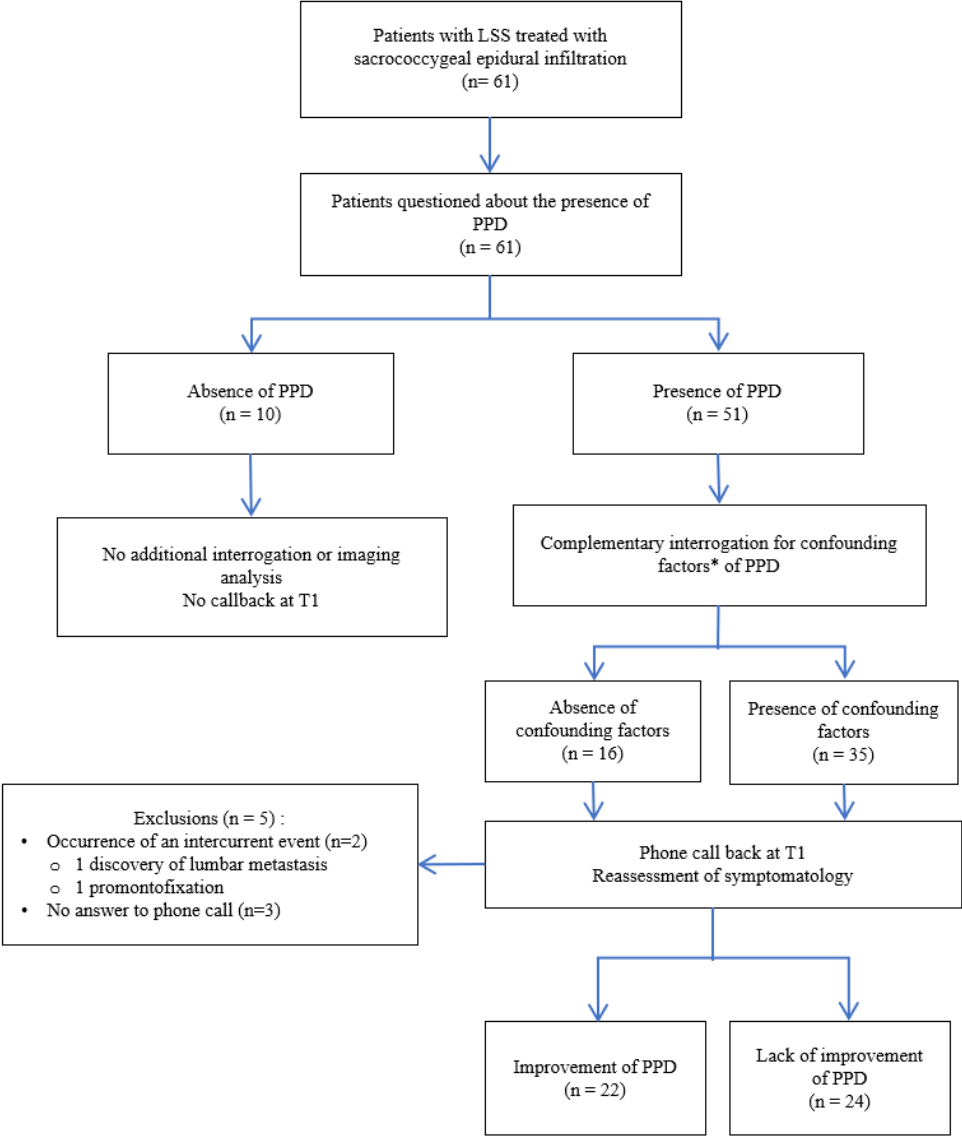 Patients with LSS treated with
sacrococcygeal epidural infiltration
(n= 61)
Patients questioned about the presence of
PPD
(n = 61)
Absence of PPD
(n = 10)
Presence of PPD
(n = 51)
No additional interrogation or imaging
analysis
No callback at T1
Complementary interrogation for confounding
factors* of PPD
Absence of
confounding factors
(n = 16)
Presence of confounding
factors
(n = 35)
Exclusions (n = 5) :
• Occurrence of an intercurrent event (n=2)
o 1 discovery of lumbar metastasis
o 1 promontofixation
• No answer to phone call (n=3)
Phone call back at T1
Reassessment of symptomatology
Improvement of PPD
(n = 22)
Lack of improvement
of PPD
(n = 24)